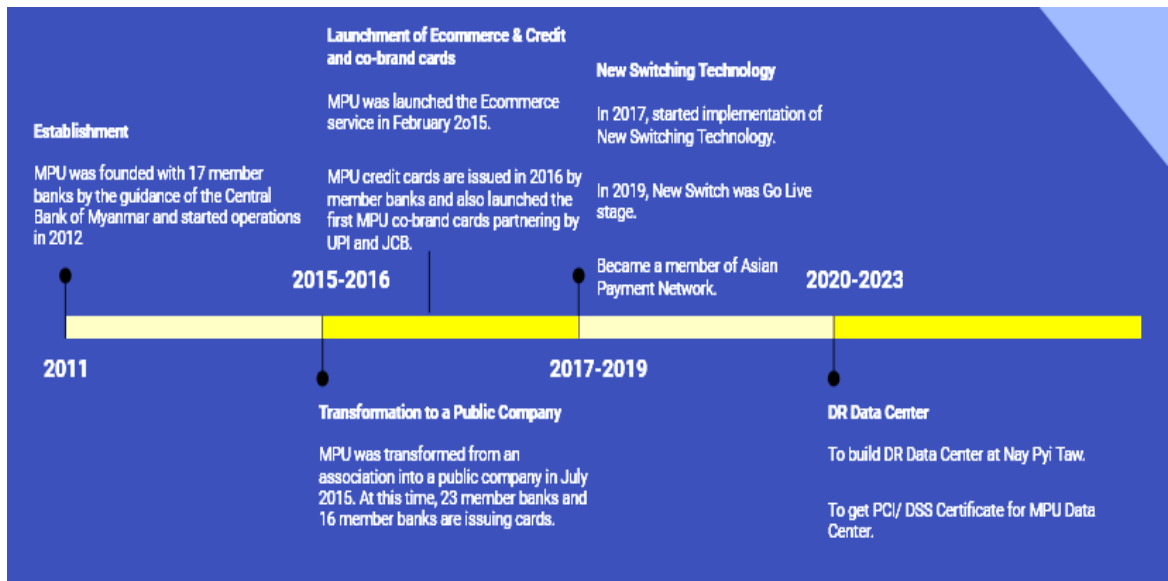 Establishment
MPU was founded with 17 member
banks by the guidance of the Central
Bank of Myanmar and started operations
in 2012
2011
Launchment of Ecommerce & Credit
and co-brand cards
MPU was launched the Ecommerce
service in February 2o15.
MPU credit cards are issued in 2016 by
member banks and also launched the
first MPU co-brand cards partnering by
UPI and JCB.
2015-2016
Transformation to a Public Company
MPU was transformed from an
association into a public company in July
2015. At this time, 23 member banks and
16 member banks are issuing cards.
New Switching Technology
In 2017, started implementation of
New Switching Technology.
In 2019, New Switch was Go Live
stage.
Became a member of Asian
Payment Network.
2017-2019
2020-2023
DR Data Center
To build DR Data Center at Nay Pyi Taw.
To get PCI/ DSS Certificate for MPU Data
Center.